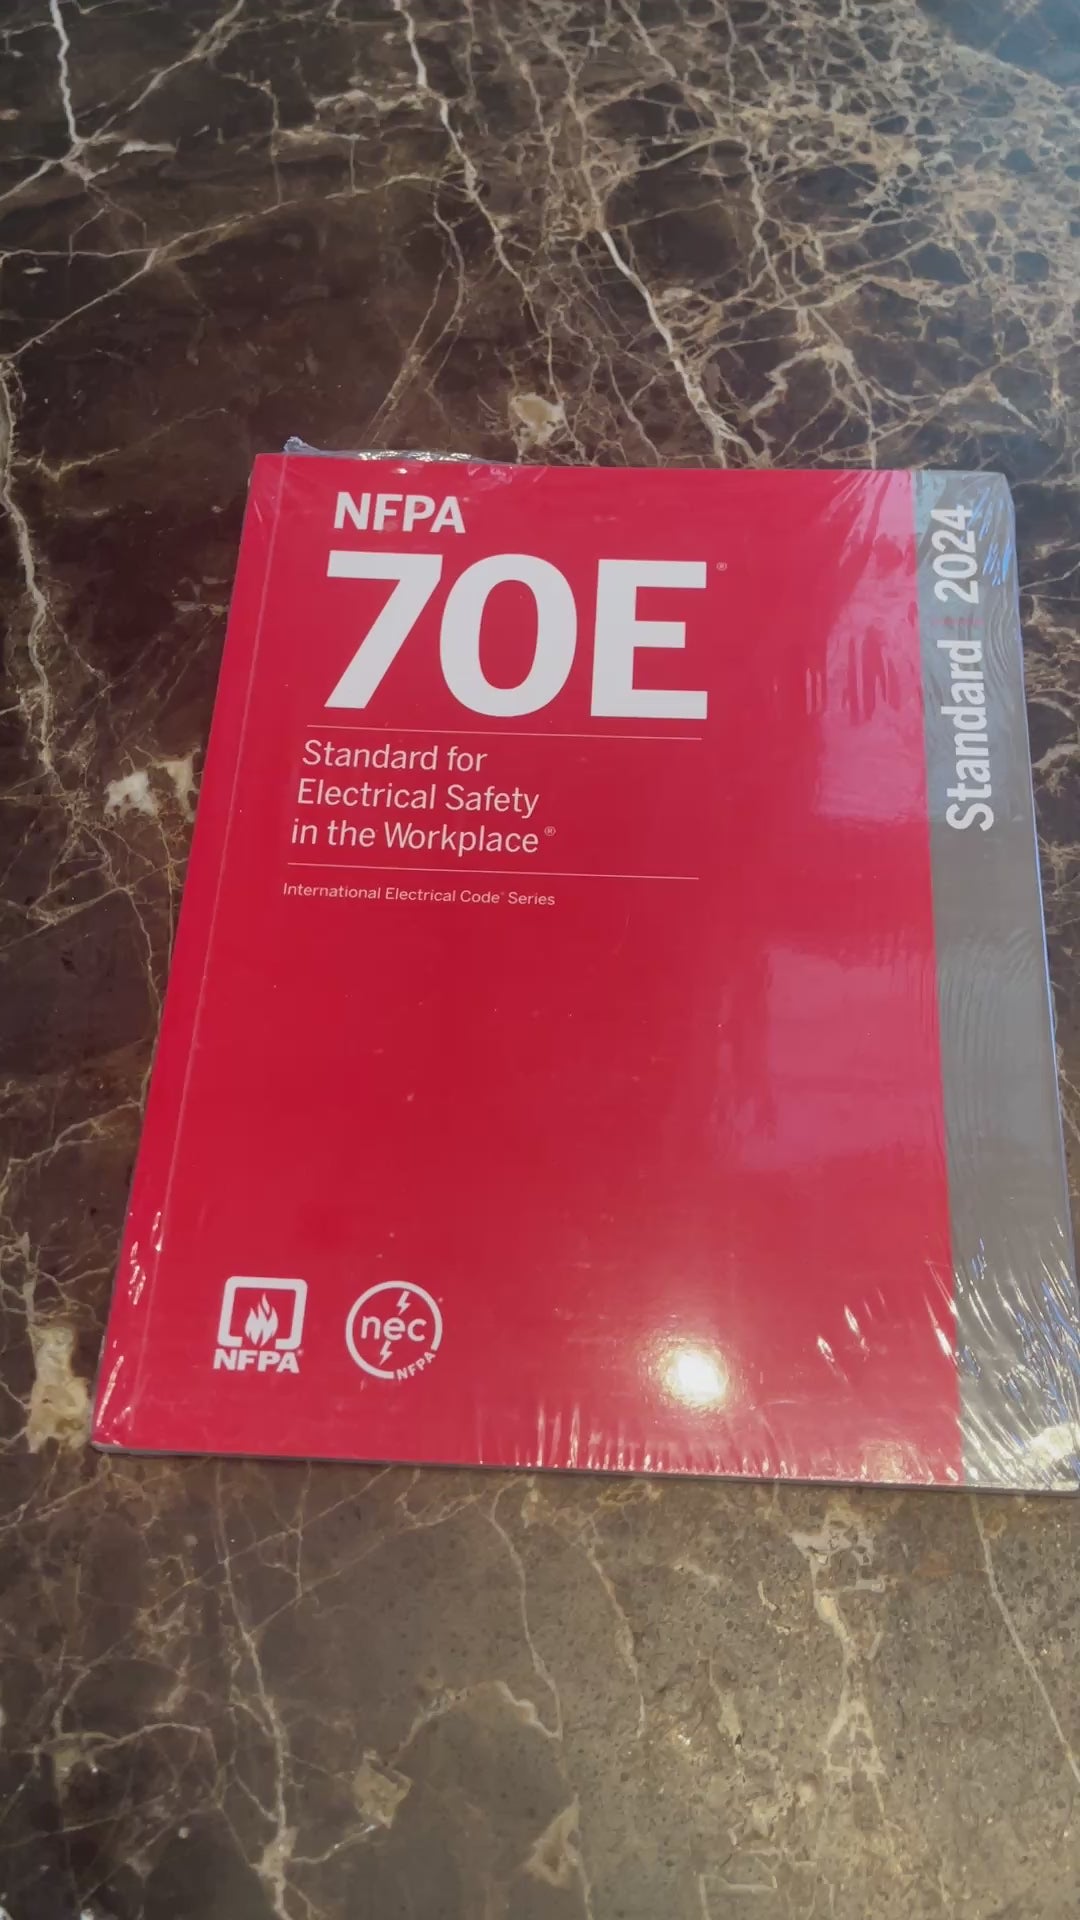 NFPA
70E®
Standard for
Electrical Safety
in the Workplace®
International Electrical Code® Series
Standard 2024
NFPA
nec
NFPA